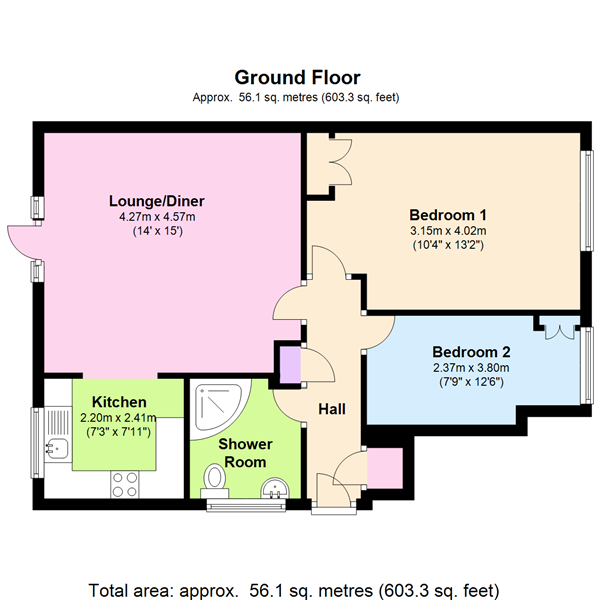 Ground Floor
Approx. 56.1 sq. metres (603.3 sq. feet)
Lounge/Diner
4.27m x 4.57m
(14' x 15')
Bedroom 1
3.15m x 4.02m
(10'4" x 13'2")
Bedroom 2
2.37m x 3.80m
(7'9" x 12'6")
Kitchen
2.20m x 2.41m
(7'3" x 7'11")
Hall
Shower
Room
Total area: approx. 56.1 sq. metres (603.3 sq. feet)